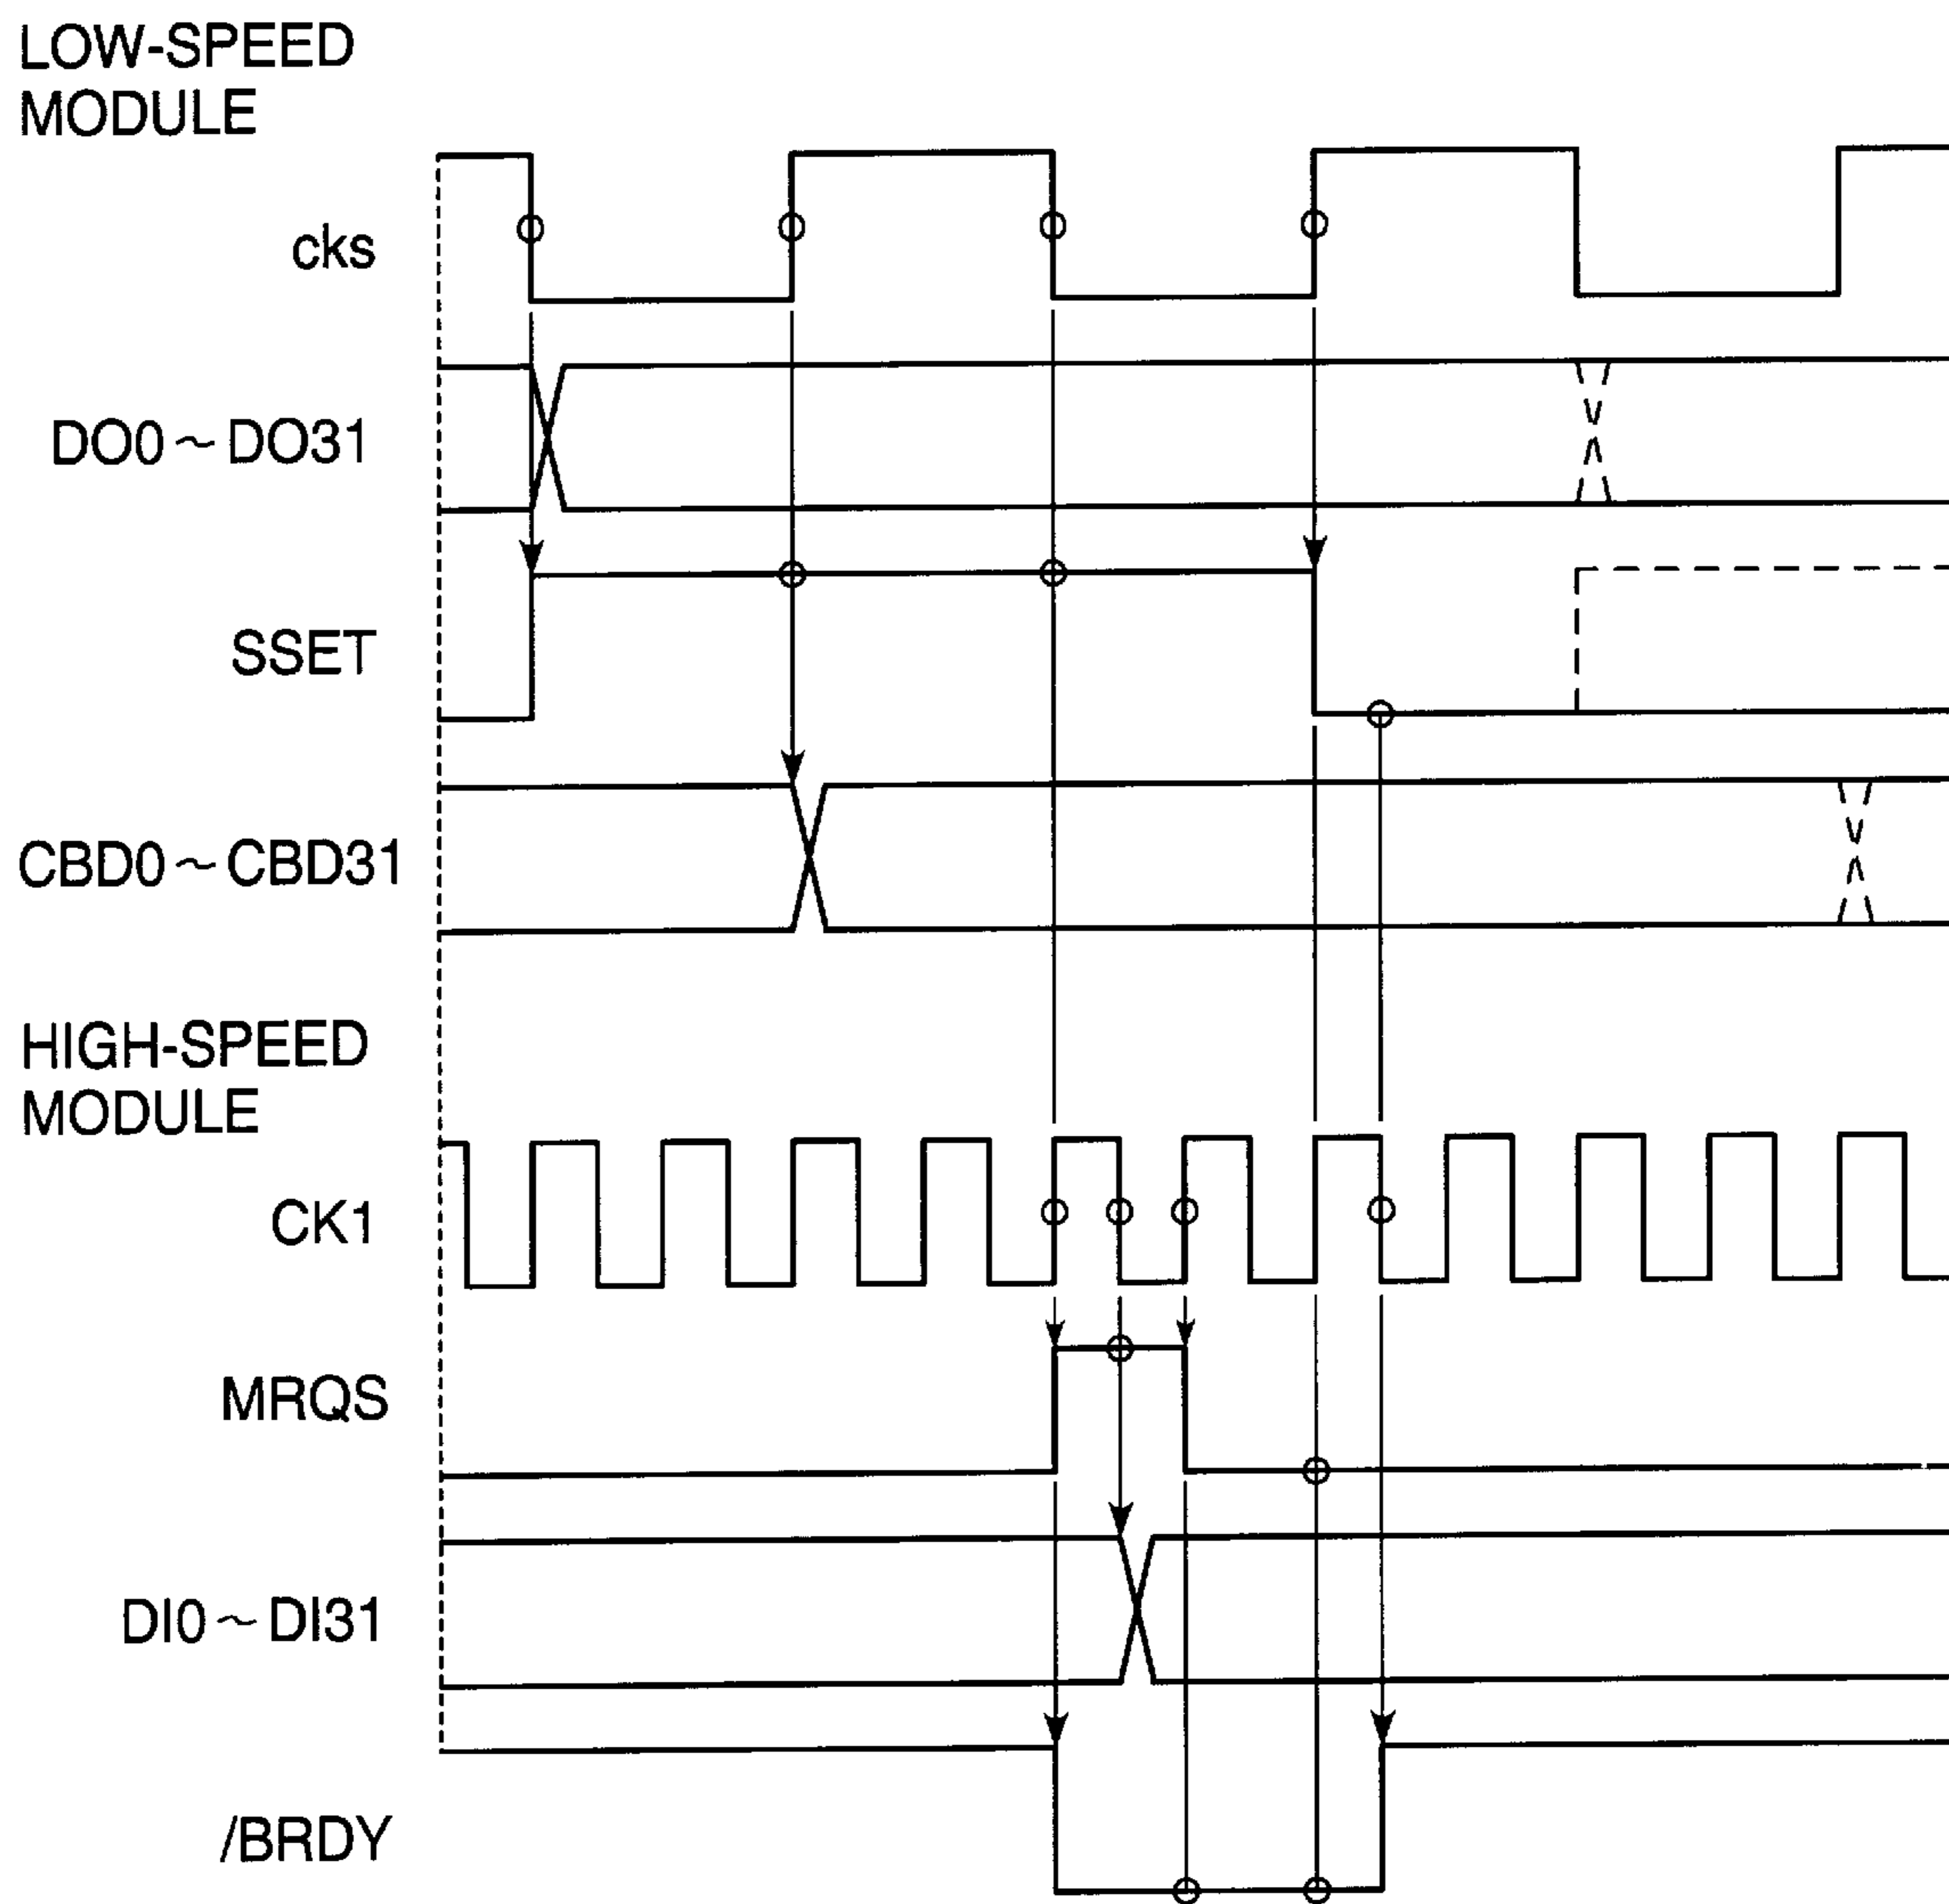 LOW-SPEED
MODULE
cks
DO0～DO31
SSET
CBD0～CBD31
HIGH-SPEED
MODULE
CK1
MRQS
DI0～DI31
/BRDY